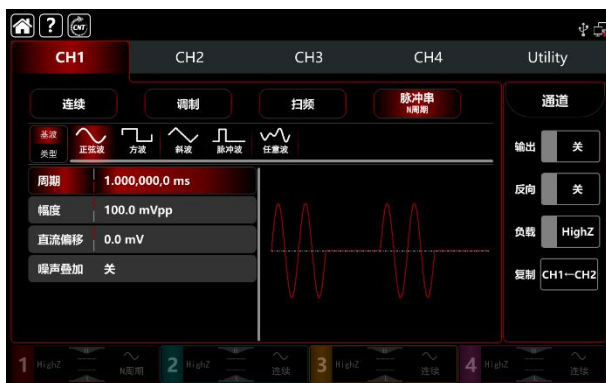 ? CNT
CH1 CH2 CH3 CH4 Utility
连续 调制 扫频 脉冲串 通道
N周期
基波
类型 正弦波 方波 斜波 脉冲波 任意波
输出 关
周期 1.000,000,0 ms
反向 关
幅度 100.0 mVpp
负载 HighZ
直流偏移 0.0 mV
噪声叠加 关
复制 CH1←CH2
1 HighZ N周期 2 HighZ 连续 3 HighZ 连续 4 HighZ 连续